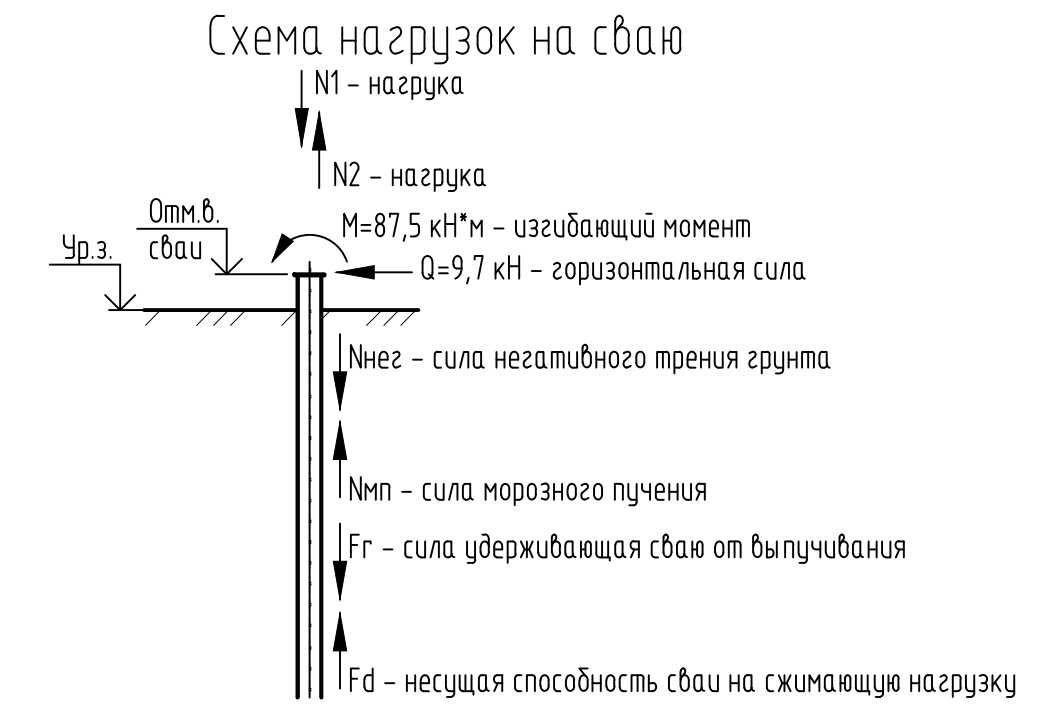 Схема нагрузок на сваю
N1 - нагрука
N2 - нагрука
Отм.в.
сваи
Ур.з.
M=87,5 кН*м - изгибающий момент
Q=9,7 кН - горизонтальная сила
Nнег - сила негативного трения грунта
Nмп - сила морозного пучения
Fr - сила удерживающая сваю от выпучивания
Fd - несущая способность сваи на сжимающую нагрузку